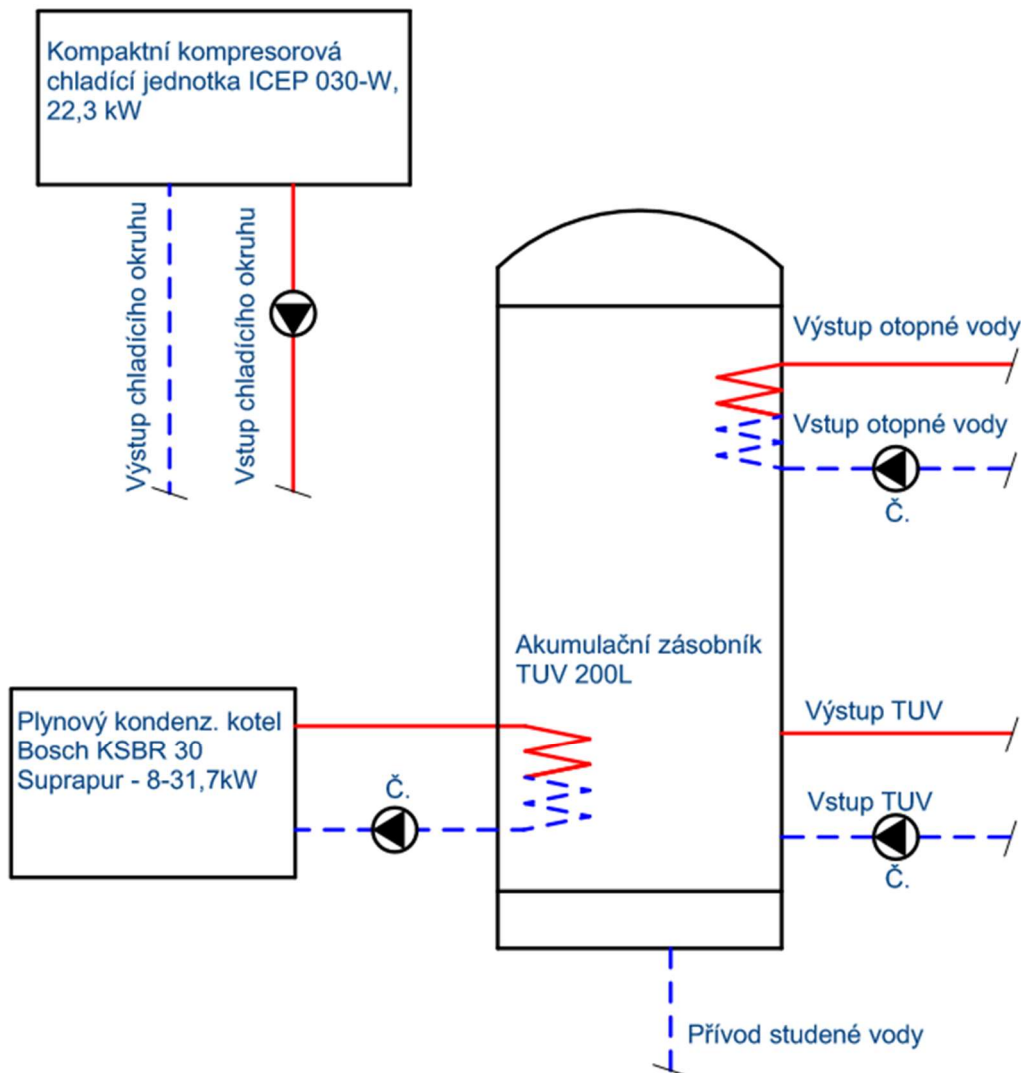 Kompaktní kompresorová
chladící jednotka ICEP 030-W,
22,3 kW
Výstup chladícího okruhu
Vstup chladícího okruhu
Výstup otopné vody
Vstup otopné vody
Č.
Akumulační zásobník
TUV 200L
Plynový kondenz. kotel
Bosch KSBR 30
Suprapur - 8-31,7kW
Č.
Výstup TUV
Vstup TUV
Č.
Přívod studené vody